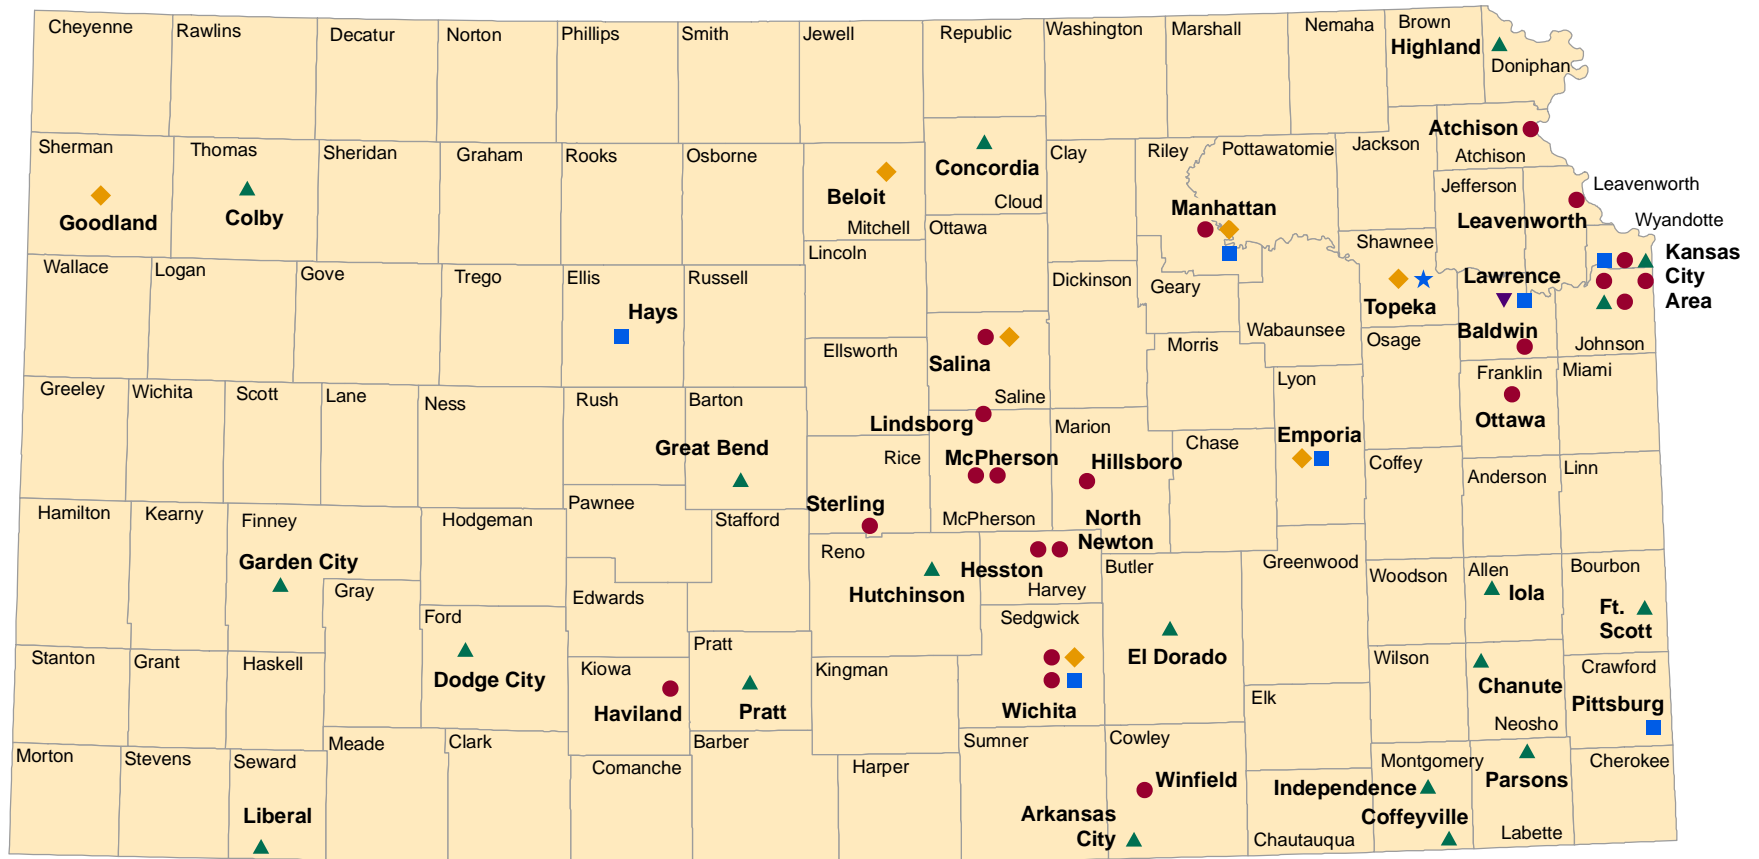 Cheyenne
Rawlins
Decatur
Norton
Phillips
Smith
Jewell
Republic
Washington
Marshall
Nemaha
Brown
Highland
Doniphan
Atchison
Atchison
Sherman
Goodland
Thomas
Colby
Sheridan
Graham
Rooks
Osborne
Beloit
Mitchell
Concordia
Cloud
Clay
Riley
Pottawatomie
Jackson
Manhattan
Jefferson
Leavenworth
Leavenworth
Wyandotte
Kansas
City
Area
Wallace
Logan
Gove
Trego
Ellis
Hays
Russell
Lincoln
Ottawa
Dickinson
Geary
Wabaunsee
Shawnee
Topeka
Lawrence
Baldwin
Johnson
Ellsworth
Salina
Saline
Morris
Osage
Franklin
Ottawa
Miami
Greeley
Wichita
Scott
Lane
Ness
Rush
Barton
Great Bend
Rice
Sterling
Lindsborg
McPherson
McPherson
Marion
Hillsboro
Chase
Lyon
Emporia
Coffey
Anderson
Linn
Hamilton
Kearny
Finney
Garden City
Hodgeman
Pawnee
Stafford
Reno
Hutchinson
North
Newton
Hesston
Harvey
Butler
El Dorado
Greenwood
Woodson
Allen
Iola
Bourbon
Ft.
Scott
Gray
Ford
Dodge City
Edwards
Stanton
Grant
Haskell
Kiowa
Haviland
Pratt
Pratt
Kingman
Sedgwick
Wichita
Elk
Wilson
Chanute
Neosho
Crawford
Pittsburg
Morton
Stevens
Seward
Liberal
Meade
Clark
Comanche
Barber
Harper
Sumner
Cowley
Winfield
Arkansas
City
Chautauqua
Montgomery
Independence
Coffeyville
Parsons
Labette
Cherokee